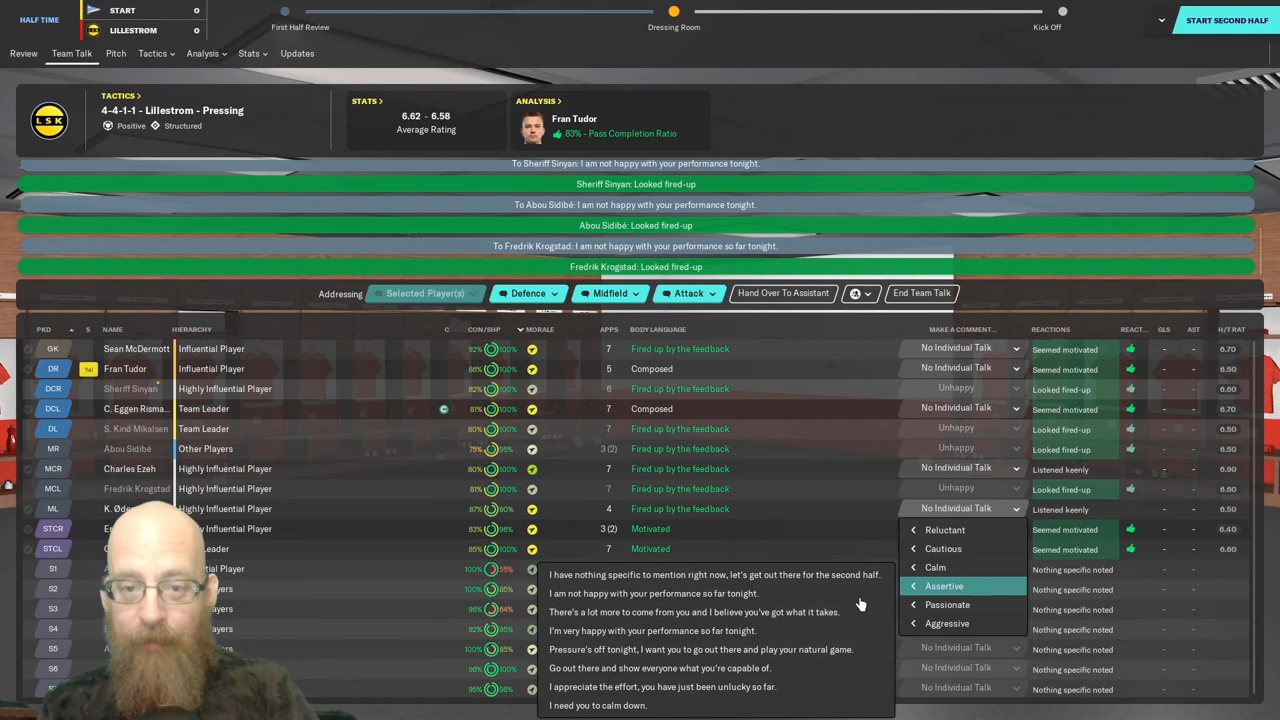 HALF TIME
START 0
LILLESTRØM 0
First Half Review
Dressing Room
Kick Off
START SECOND HALF
Review Team Talk Pitch Tactics Analysis Stats Updates
LSK
TACTICS
4-4-1-1 - Lillestrom - Pressing
Positive Structured
STATS
6.62 - 6.58
Average Rating
ANALYSIS
Fran Tudor
83% - Pass Completion Ratio
To Sheriff Sinyan: I am not happy with your performance tonight.
Sheriff Sinyan: Looked fired-up
To Abou Sidibé: I am not happy with your performance tonight.
Abou Sidibé: Looked fired-up
To Fredrik Krogstad: I am not happy with your performance so far tonight.
Fredrik Krogstad: Looked fired-up
Addressing Selected Player(s) Defence Midfield Attack Hand Over To Assistant End Team Talk
PKD S NAME HIERARCHY C CON/SHP MORALE APPS BODY LANGUAGE MAKE A COMMENT... REACTIONS REACT... GLS AST H/T RAT
GK Sean McDermott Influential Player 92% 100% 7 Fired up by the feedback No Individual Talk Seemed motivated - - 6.70
DR Yel Fran Tudor Influential Player 86% 100% 5 Composed No Individual Talk Seemed motivated - - 6.50
DCR Sheriff Sinyan Highly Influential Player 82% 100% 6 Fired up by the feedback Unhappy Looked fired-up - - 6.60
DCL C. Eggen Risma... Team Leader C 81% 100% 7 Composed No Individual Talk Seemed motivated - - 6.70
DL S. Kind Mikalsen Team Leader 80% 100% 7 Fired up by the feedback Unhappy Looked fired-up - - 6.50
MR Abou Sidibé Other Players 75% 95% 3 (2) Fired up by the feedback Unhappy Looked fired-up - - 6.50
MCR Charles Ezeh Highly Influential Player 80% 100% 7 Fired up by the feedback No Individual Talk Listened keenly - - 6.90
MCL Fredrik Krogstad Highly Influential Player 81% 100% 7 Fired up by the feedback Unhappy Looked fired-up - - 6.60
ML K. Øde Highly Influential Player 87% 90% 4 Fired up by the feedback No Individual Talk Listened keenly - - 6.50
STCR Highly Influential Player 83% 96% 3 (2) Motivated Seemed motivated - - 6.40
STCL Leader 85% 100% 7 Motivated Seemed motivated - - 6.60
S1 100% 55% Nothing specific noted - -
S2 100% 85% Nothing specific noted - -
S3 96% 64% Nothing specific noted - -
S4 92% 95% Nothing specific noted - -
S5 100% 85% No Individual Talk Nothing specific noted - -
S6 96% 100% No Individual Talk Nothing specific noted - -
95% 98% No Individual Talk Nothing specific noted - -
Reluctant
Cautious
Calm
Assertive
Passionate
Aggressive
I have nothing specific to mention right now, let's get out there for the second half.
I am not happy with your performance so far tonight.
There's a lot more to come from you and I believe you've got what it takes.
I'm very happy with your performance so far tonight.
Pressure's off tonight, I want you to go out there and play your natural game.
Go out there and show everyone what you're capable of.
I appreciate the effort, you have just been unlucky so far.
I need you to calm down.